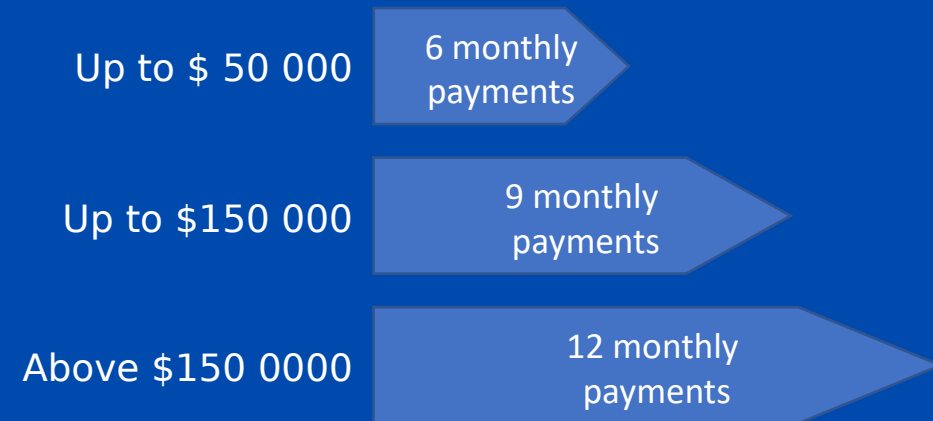 Up to $ 50 000
6 monthly
payments
Up to $150 000
9 monthly
payments
Above $150 0000
12 monthly
payments